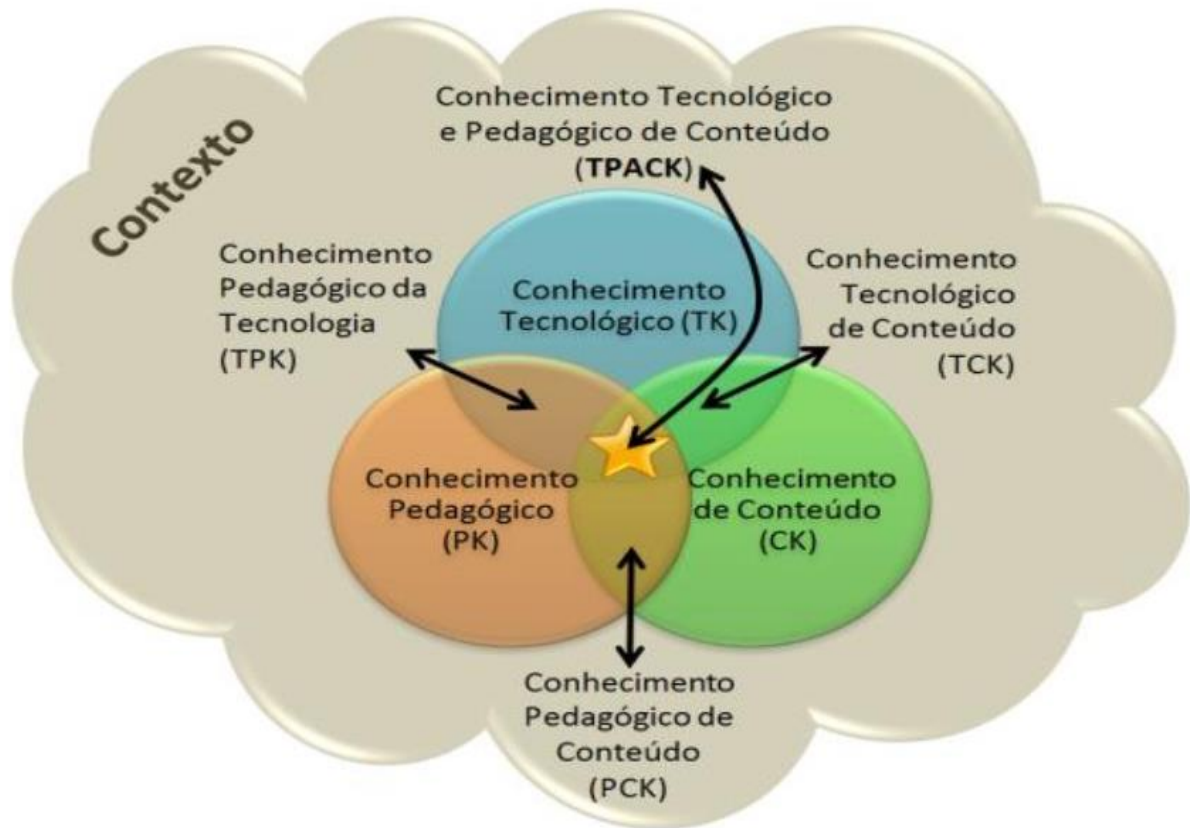 Contexto
Conhecimento Tecnológico
e Pedagógico de Conteúdo
(TPACK)
Conhecimento
Pedagógico da
Tecnologia
(TPK)
Conhecimento
Tecnológico (TK)
Conhecimento
Tecnológico
de Conteúdo
(TCK)
Conhecimento
Pedagógico
(PK)
Conhecimento
de Conteúdo
(CK)
Conhecimento
Pedagógico de
Conteúdo
(PCK)